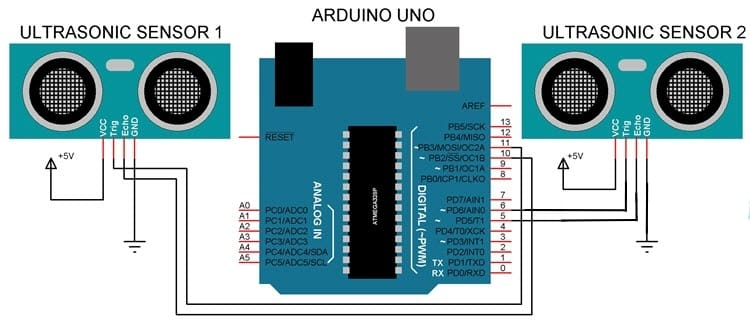 ARDUINO UNO
ULTRASONIC SENSOR 1
ULTRASONIC SENSOR 2
VCC
Trig
Echo
GND
+5V
VCC
Trig
Echo
GND
+5V
RESET
AREF
PB5/SCK 13
PB4/MISO 12
~PB3/MOSI/OC2A 11
~PB2/SS/OC1B 10
~PB1/OC1A 9
PB0/ICP1/CLKO 8
PD7/AIN1 7
~PD6/AIN0 6
~PD5/T1 5
PD4/T0/XCK 4
~PD3/INT1 3
PD2/INT0 2
TX PD1/TXD 1
RX PD0/RXD 0
A0 PC0/ADC0
A1 PC1/ADC1
A2 PC2/ADC2
A3 PC3/ADC3
A4 PC4/ADC4/SDA
A5 PC5/ADC5/SCL
ANALOG IN
ATMEGA328P
DIGITAL (~PWM)